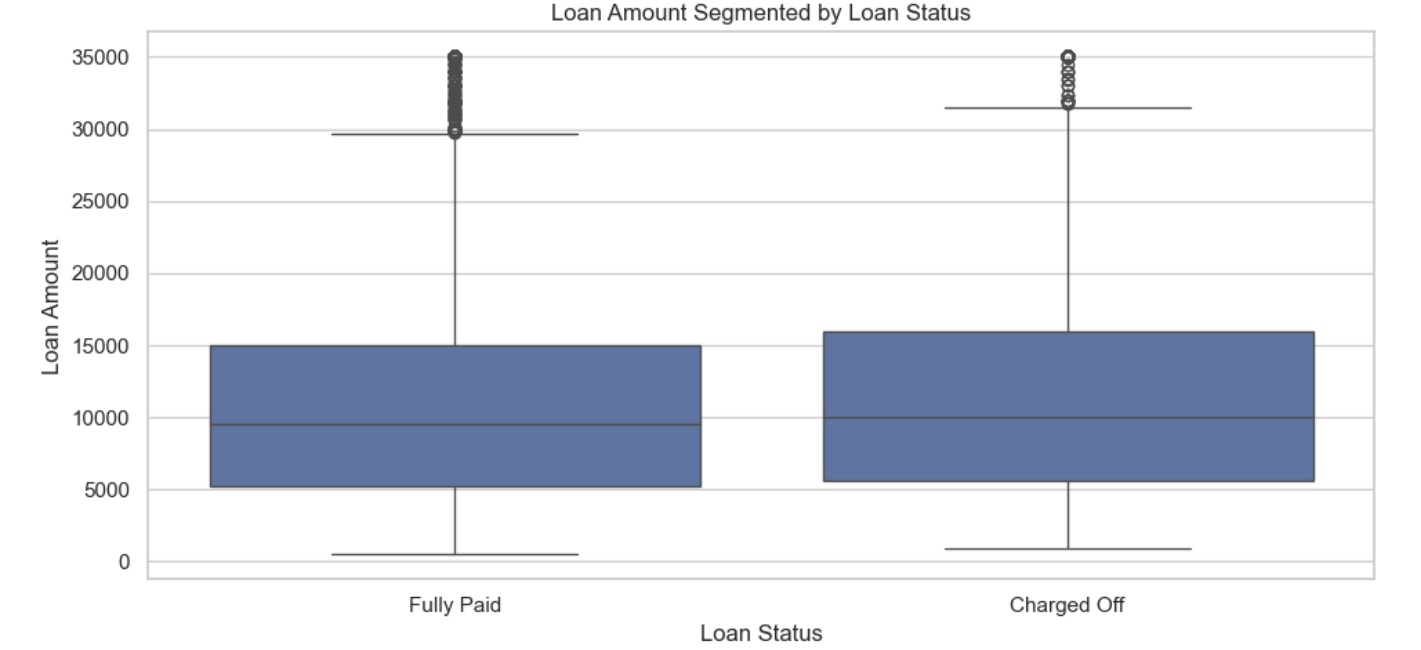 Loan Amount Segmented by Loan Status
35000
30000
25000
20000
15000
10000
5000
0
Loan Amount
Fully Paid
Charged Off
Loan Status